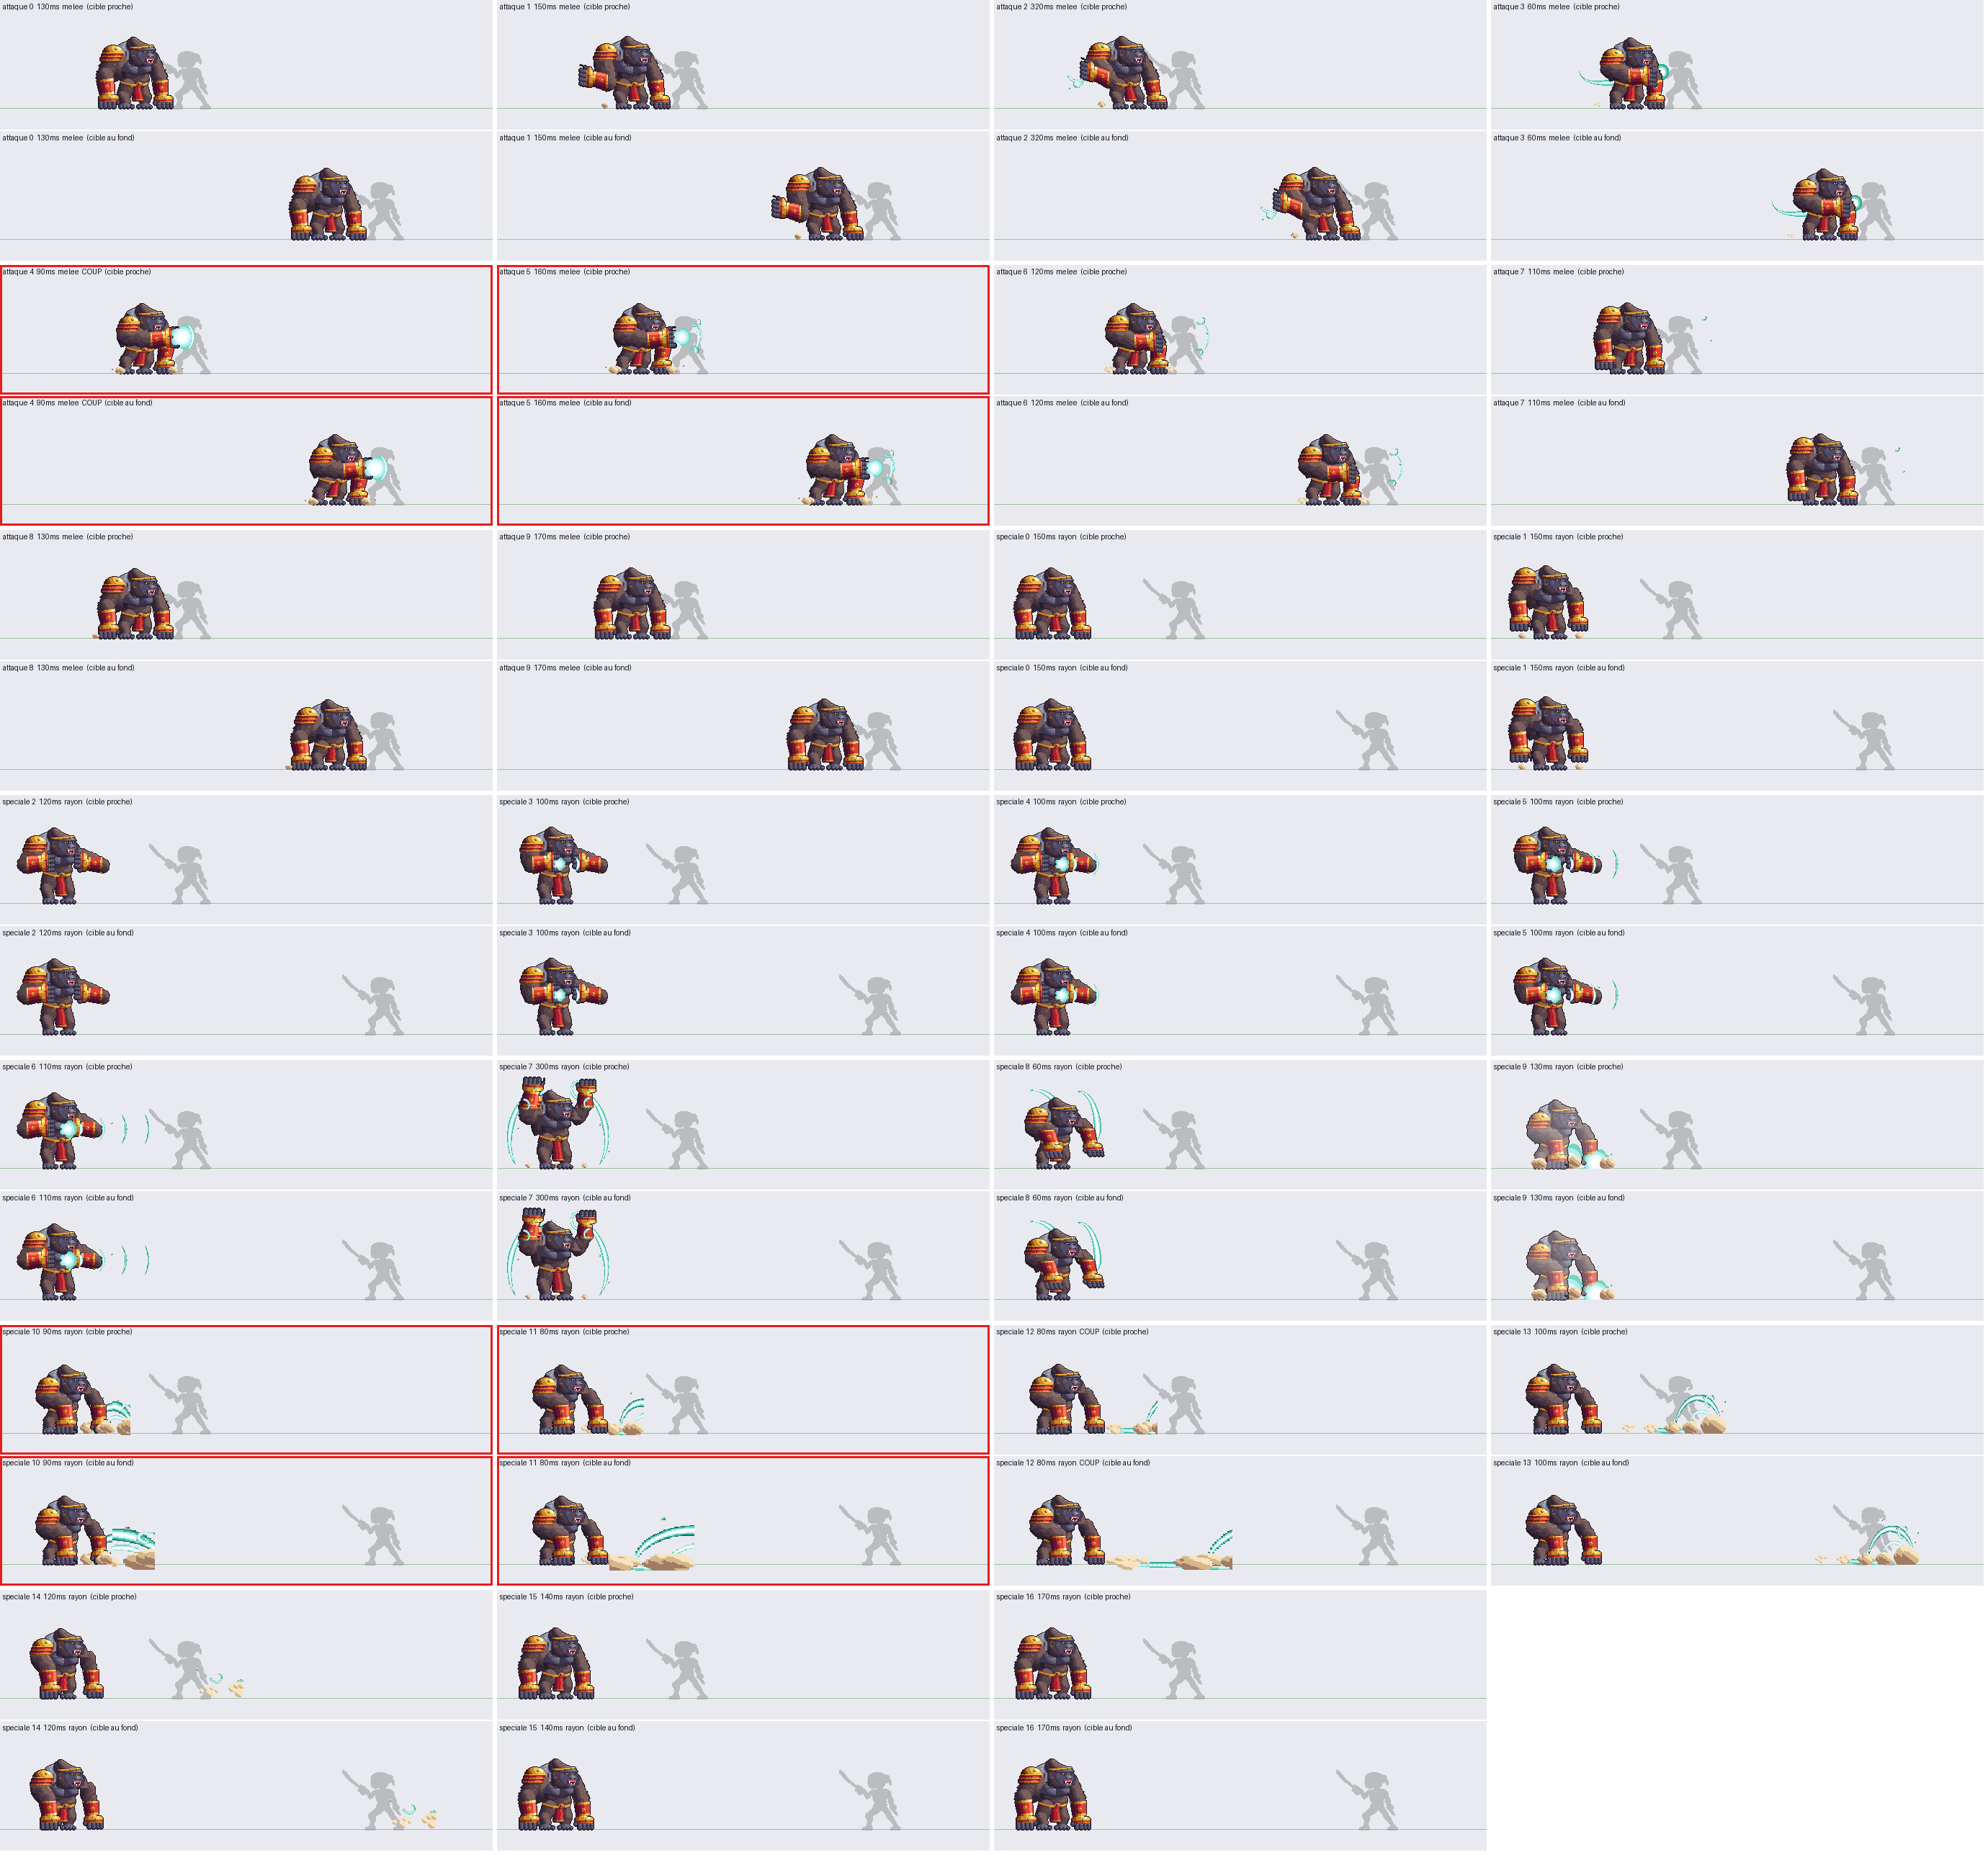 attaque 0 130ms melee (cible proche)
attaque 1 150ms melee (cible proche)
attaque 2 320ms melee (cible proche)
attaque 3 60ms melee (cible proche)
attaque 0 130ms melee (cible au fond)
attaque 1 150ms melee (cible au fond)
attaque 2 320ms melee (cible au fond)
attaque 3 60ms melee (cible au fond)
attaque 4 90ms melee COUP (cible proche)
attaque 5 160ms melee (cible proche)
attaque 6 120ms melee (cible proche)
attaque 7 110ms melee (cible proche)
attaque 4 90ms melee COUP (cible au fond)
attaque 5 160ms melee (cible au fond)
attaque 6 120ms melee (cible au fond)
attaque 7 110ms melee (cible au fond)
attaque 8 130ms melee (cible proche)
attaque 9 170ms melee (cible proche)
speciale 0 150ms rayon (cible proche)
speciale 1 150ms rayon (cible proche)
attaque 8 130ms melee (cible au fond)
attaque 9 170ms melee (cible au fond)
speciale 0 150ms rayon (cible au fond)
speciale 1 150ms rayon (cible au fond)
speciale 2 120ms rayon (cible proche)
speciale 3 100ms rayon (cible proche)
speciale 4 100ms rayon (cible proche)
speciale 5 100ms rayon (cible proche)
speciale 2 120ms rayon (cible au fond)
speciale 3 100ms rayon (cible au fond)
speciale 4 100ms rayon (cible au fond)
speciale 5 100ms rayon (cible au fond)
speciale 6 110ms rayon (cible proche)
speciale 7 300ms rayon (cible proche)
speciale 8 60ms rayon (cible proche)
speciale 9 130ms rayon (cible proche)
speciale 6 110ms rayon (cible au fond)
speciale 7 300ms rayon (cible au fond)
speciale 8 60ms rayon (cible au fond)
speciale 9 130ms rayon (cible au fond)
speciale 10 90ms rayon (cible proche)
speciale 11 80ms rayon (cible proche)
speciale 12 80ms rayon COUP (cible proche)
speciale 13 100ms rayon (cible proche)
speciale 10 90ms rayon (cible au fond)
speciale 11 80ms rayon (cible au fond)
speciale 12 80ms rayon COUP (cible au fond)
speciale 13 100ms rayon (cible au fond)
speciale 14 120ms rayon (cible proche)
speciale 15 140ms rayon (cible proche)
speciale 16 170ms rayon (cible proche)
speciale 14 120ms rayon (cible au fond)
speciale 15 140ms rayon (cible au fond)
speciale 16 170ms rayon (cible au fond)